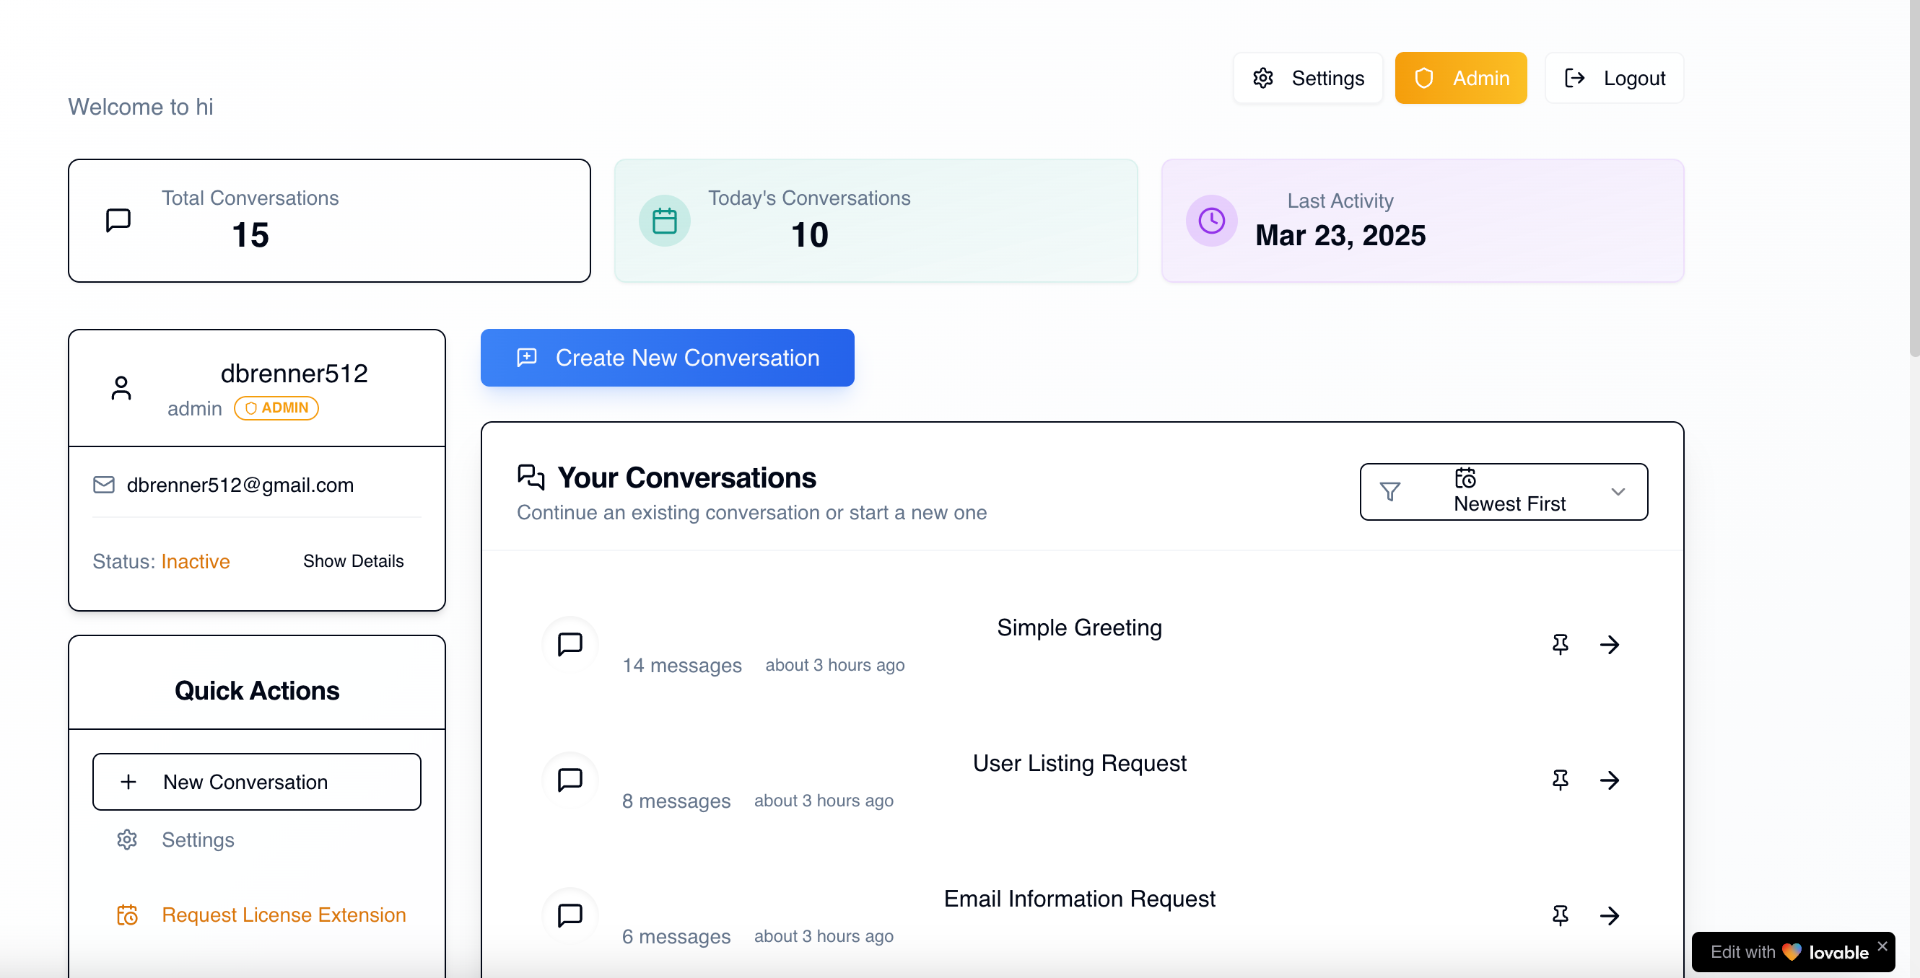 Settings
Admin
Logout
Welcome to hi
Total Conversations
15
Today's Conversations
10
Last Activity
Mar 23, 2025
dbrenner512
admin ADMIN
dbrenner512@gmail.com
Status: Inactive
Show Details
Quick Actions
New Conversation
Settings
Request License Extension
Create New Conversation
Your Conversations
Continue an existing conversation or start a new one
Newest First
Simple Greeting
14 messages about 3 hours ago
User Listing Request
8 messages about 3 hours ago
Email Information Request
6 messages about 3 hours ago
Edit with lovable